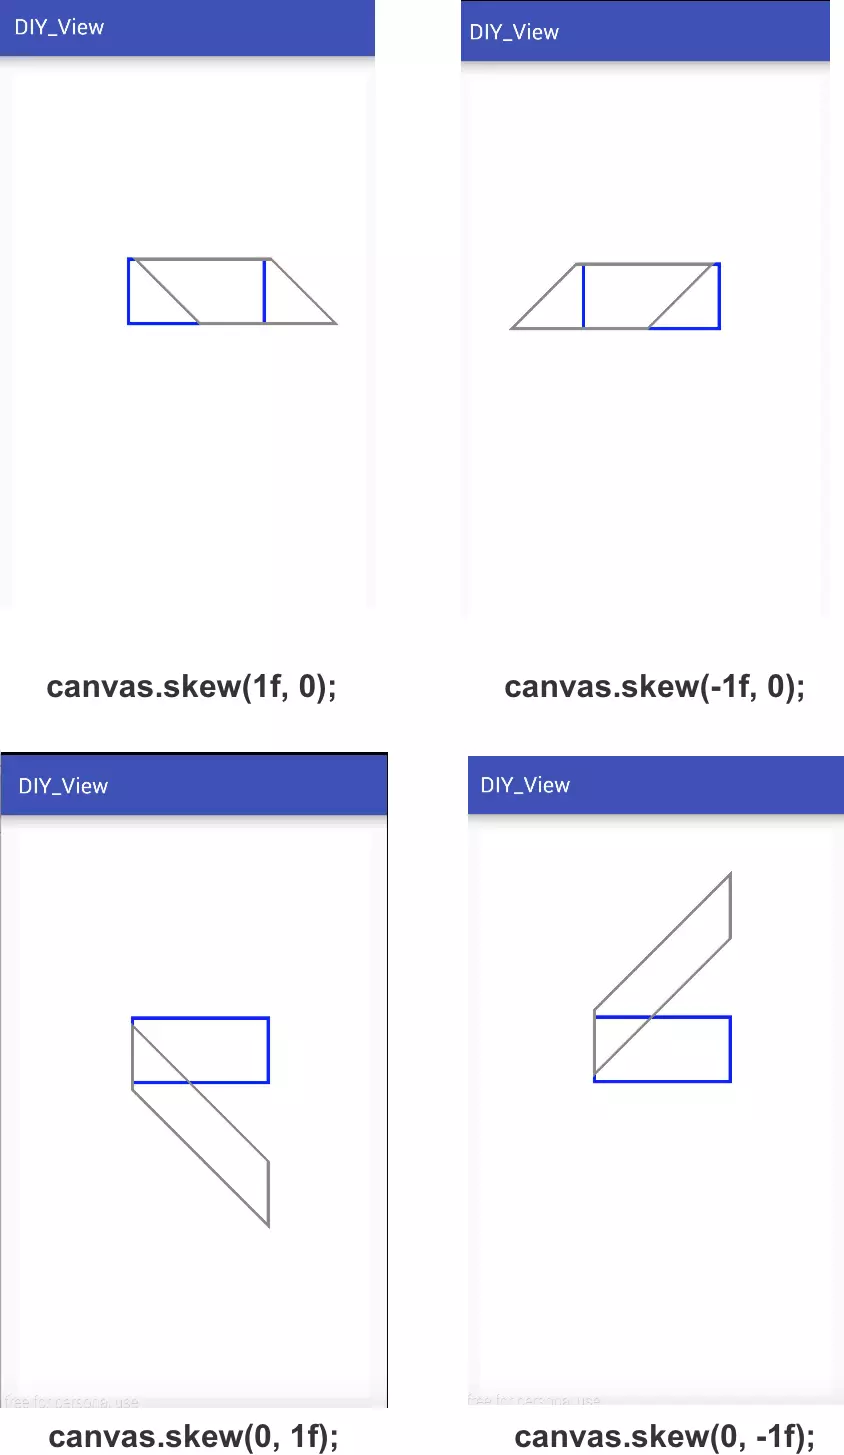 DIY_View
DIY_View
canvas.skew(1f, 0);
canvas.skew(-1f, 0);
DIY_View
DIY_View
free for personal use
free for personal use
canvas.skew(0, 1f);
canvas.skew(0, -1f);